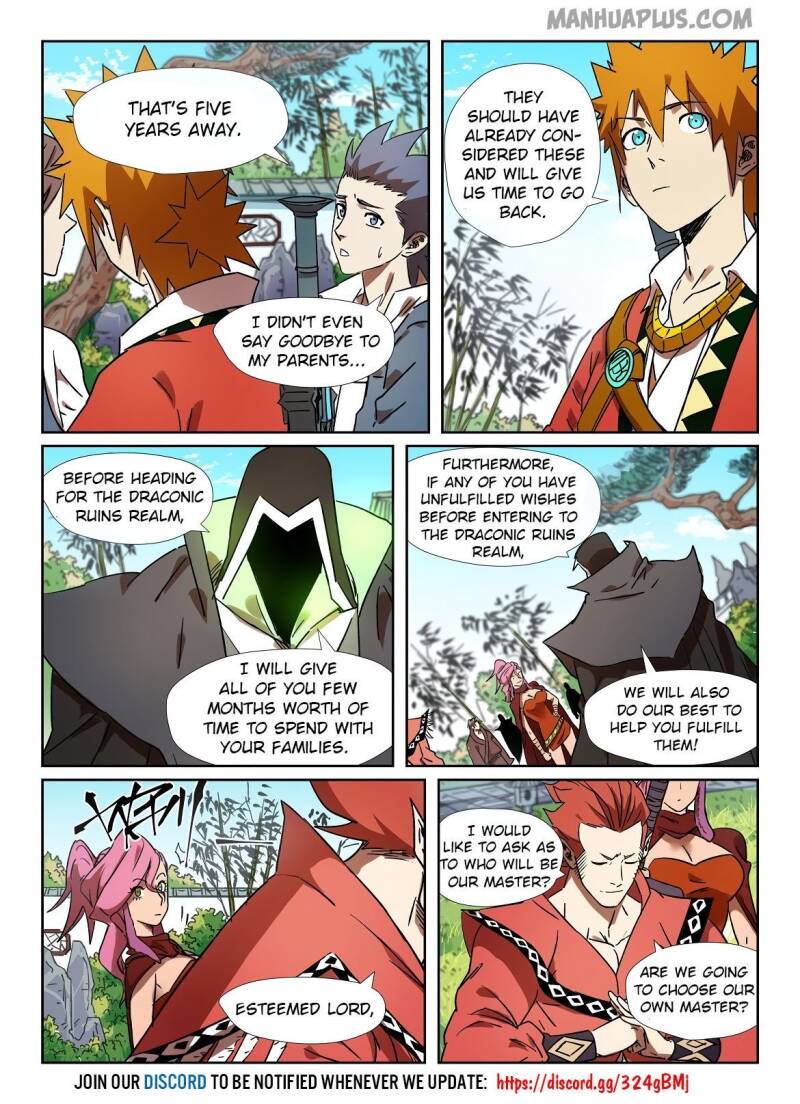 MANHUAPLUS.COM
THAT'S FIVE
YEARS AWAY.
I DIDN'T EVEN
SAY GOODBYE TO
MY PARENTS...
THEY
SHOULD HAVE
ALREADY CON-
SIDERED THESE
AND WILL GIVE
US TIME TO GO
BACK.
BEFORE HEADING
FOR THE DRACONIC
RUINS REALM,
I WILL GIVE
ALL OF YOU FEW
MONTHS WORTH OF
TIME TO SPEND WITH
YOUR FAMILIES.
FURTHERMORE,
IF ANY OF YOU HAVE
UNFULFILLED WISHES
BEFORE ENTERING TO
THE DRACONIC RUINS
REALM,
WE WILL ALSO
DO OUR BEST TO
HELP YOU FULFILL
THEM!
ESTEEMED LORD,
I WOULD
LIKE TO ASK AS
TO WHO WILL BE
OUR MASTER?
ARE WE GOING
TO CHOOSE OUR
OWN MASTER?
JOIN OUR DISCORD TO BE NOTIFIED WHENEVER WE UPDATE: https://discord.gg/324gBMj